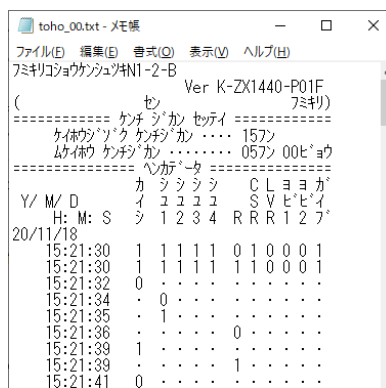 toho_00.txt - メモ帳
ファイル(F) 編集(E) 書式(O) 表示(V) ヘルプ(H)
フミキリコショウケンシュツキN1-2-B
Ver K-ZX1440-P01F
( セン フミキリ)
============ ケンチ ジカン セッテイ ============
ケイホウジゾク ケンチジカン ···· 15フン
ムケイホウ ケンチジカン ········ 05フン 00ビョウ
=============== ヘンカデータ ===============
カ シ シ シ シ C L ヨ ヨ ガ
Y/ M/ D イ ュ ュ ュ ュ S V ビ ビ イ
H: M: S シ 1 2 3 4 R R R 1 2 ブ
20/11/18
15:21:30 1 1 1 1 1 0 1 0 0 0 1
15:21:30 1 1 1 1 1 1 1 0 0 0 1
15:21:32 0 · · · · · · · · · ·
15:21:34 · 0 · · · · · · · · ·
15:21:35 · 1 · · · · · · · · ·
15:21:36 · · · · · 0 · · · · ·
15:21:39 1 · · · · · · · · · ·
15:21:39 · · · · · 1 · · · · ·
15:21:41 0 · · · · · · · · · ·